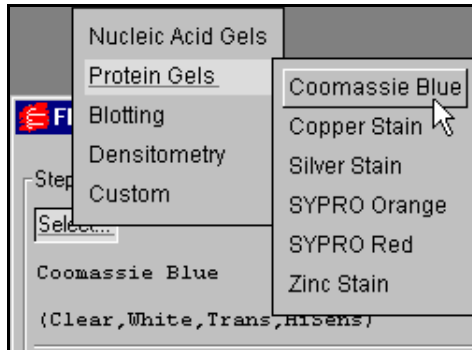 Nucleic Acid Gels
Protein Gels
Blotting
Densitometry
Custom
Coomassie Blue
Copper Stain
Silver Stain
SYPRO Orange
SYPRO Red
Zinc Stain
Select...
Coomassie Blue
(Clear,White,Trans,HiSens)